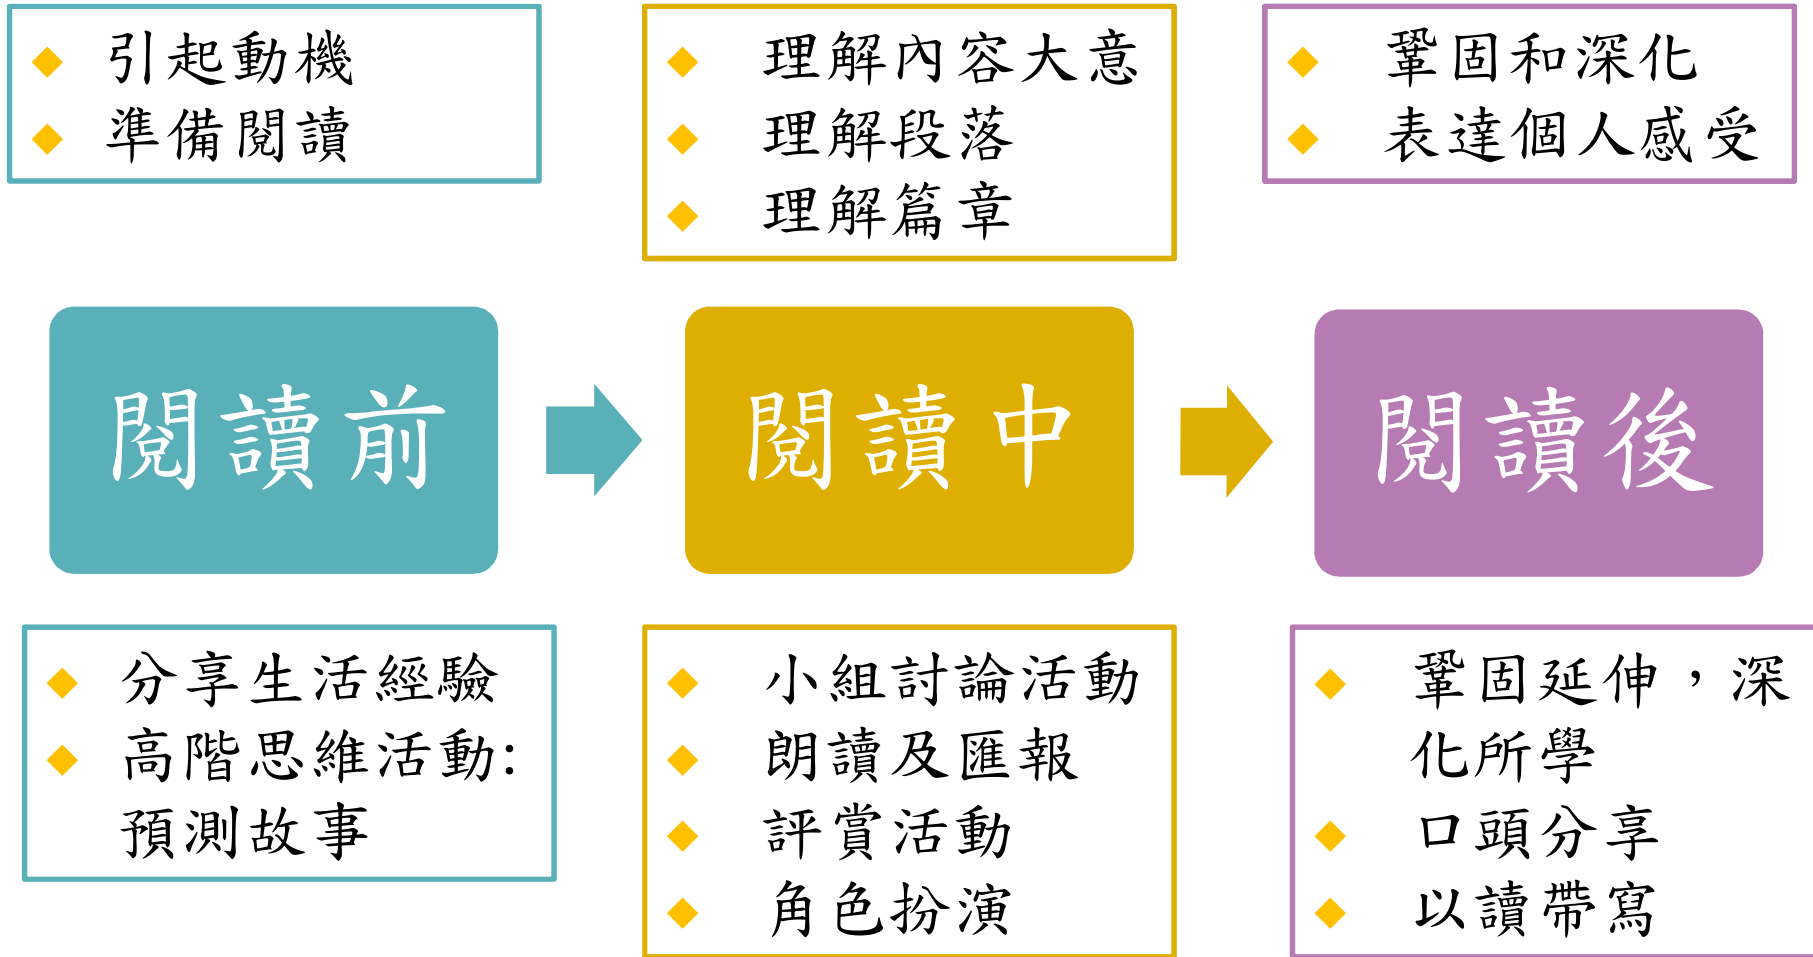 引起動機
準備閱讀
理解內容大意
理解段落
理解篇章
鞏固和深化
表達個人感受
閱讀前
閱讀中
閱讀後
分享生活經驗
高階思維活動:
預測故事
小組討論活動
朗讀及匯報
評賞活動
角色扮演
鞏固延伸，深
化所學
口頭分享
以讀帶寫